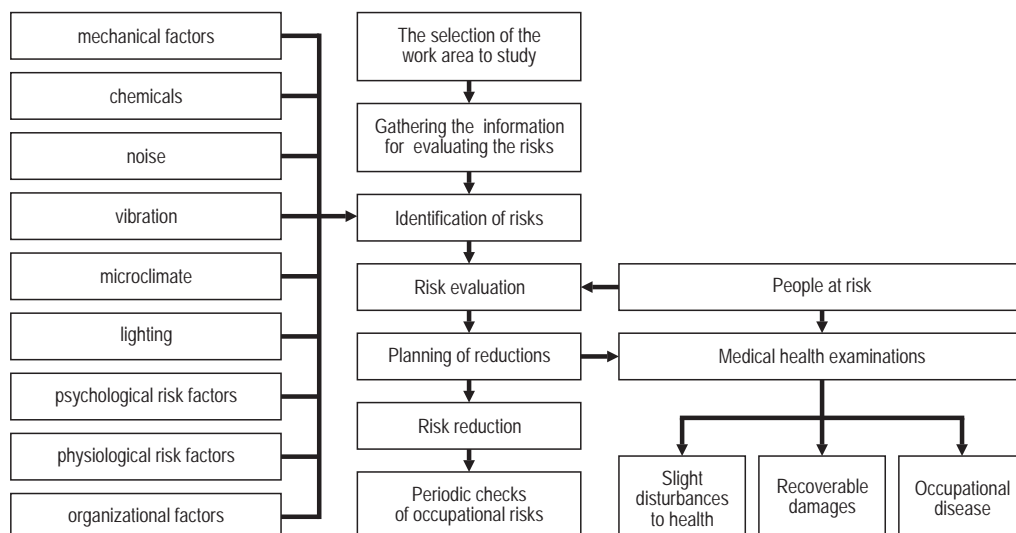 mechanical factors
chemicals
noise
vibration
microclimate
lighting
psychological risk factors
physiological risk factors
organizational factors
The selection of the
work area to study
Gathering the information
for evaluating the risks
Identification of risks
Risk evaluation
Planning of reductions
Risk reduction
Periodic checks
of occupational risks
People at risk
Medical health examinations
Slight
disturbances
to health
Recoverable
damages
Occupational
disease